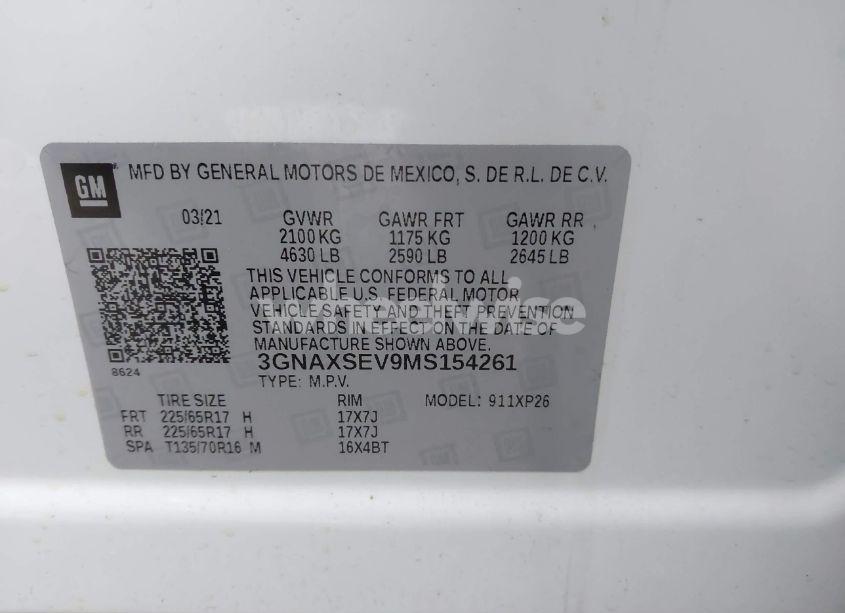 GM
MFD BY GENERAL MOTORS DE MEXICO, S. DE R.L. DE C.V.
03/21 GVWR GAWR FRT GAWR RR
2100 KG 1175 KG 1200 KG
4630 LB 2590 LB 2645 LB
THIS VEHICLE CONFORMS TO ALL
APPLICABLE U.S. FEDERAL MOTOR
VEHICLE SAFETY AND THEFT PREVENTION
STANDARDS IN EFFECT ON THE DATE OF
MANUFACTURE SHOWN ABOVE.
8624 3GNAXSEV9MS154261
TYPE: M.P.V.
TIRE SIZE RIM MODEL: 911XP26
FRT 225/65R17 H 17X7J
RR 225/65R17 H 17X7J
SPA T135/70R16 M 16X4BT